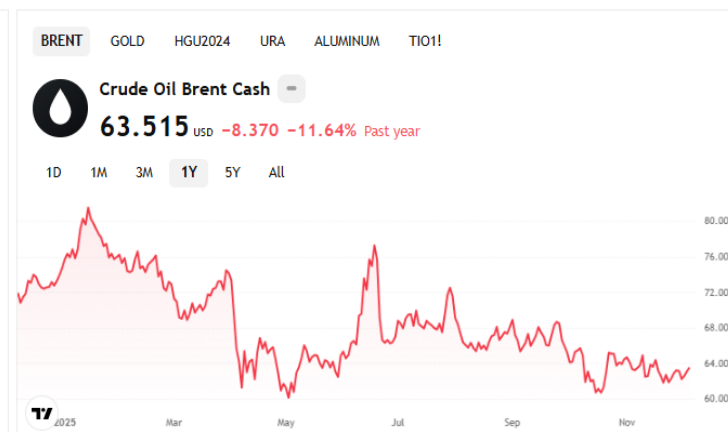 BRENT GOLD HGU2024 URA ALUMINUM TIO1!
Crude Oil Brent Cash
63.515 USD −8.370 −11.64% Past year
1D 1M 3M 1Y 5Y All
80.00
76.00
72.00
68.00
64.00
60.00
2025 Mar May Jul Sep Nov